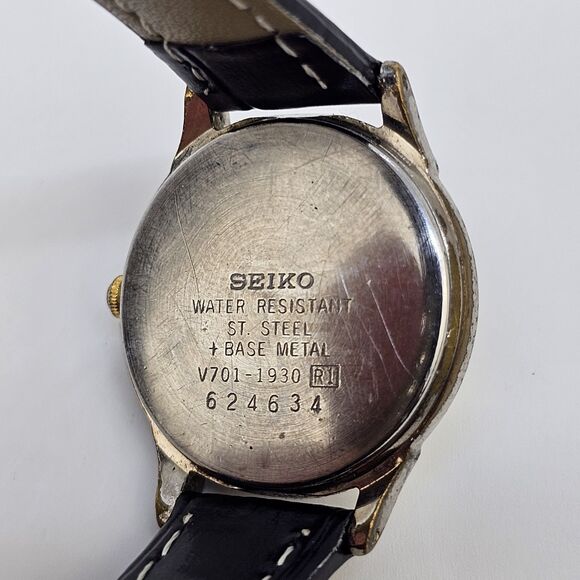 SEIKO
WATER RESISTANT
ST. STEEL
+ BASE METAL
V701-1930 R1
624634